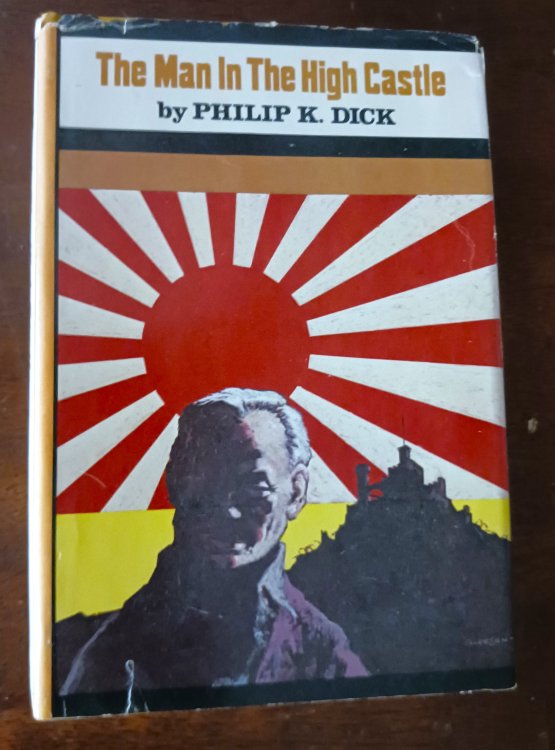 The Man In The High Castle
by PHILIP K. DICK